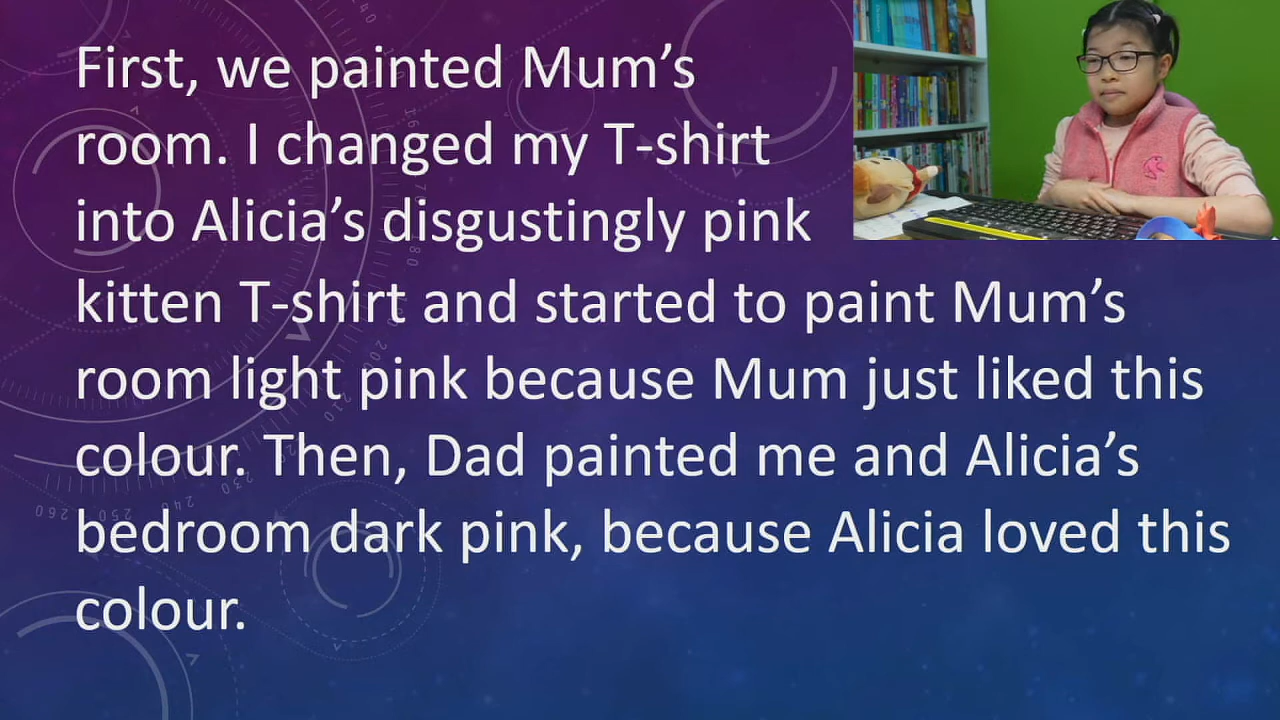 First, we painted Mum's
room. I changed my T-shirt
into Alicia's disgustingly pink
kitten T-shirt and started to paint Mum's
room light pink because Mum just liked this
colour. Then, Dad painted me and Alicia's
bedroom dark pink, because Alicia loved this
colour.